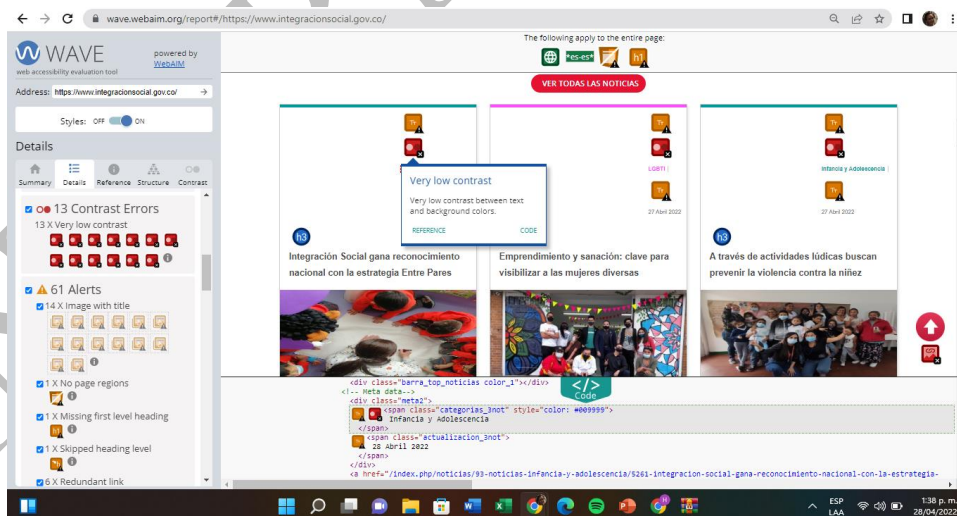 wave.webaim.org/report#/https://www.integracionsocial.gov.co/
WAVE
web accessibility evaluation tool
powered by
WebAIM
Address: https://www.integracionsocial.gov.co/
Styles: OFF ON
Details
Summary Details Reference Structure Contrast
13 Contrast Errors
13 X Very low contrast
61 Alerts
14 X Image with title
1 X No page regions
1 X Missing first level heading
h1
1 X Skipped heading level
6 X Redundant link
The following apply to the entire page:
*es-es*
h1
VER TODAS LAS NOTICIAS
Very low contrast
Very low contrast between text
and background colors.
REFERENCE CODE
h3
Integración Social gana reconocimiento
nacional con la estrategia Entre Pares
LGBTI |
27 Abril 2022
Emprendimiento y sanación: clave para
visibilizar a las mujeres diversas
Infancia y Adolescencia |
27 Abril 2022
h3
A través de actividades lúdicas buscan
prevenir la violencia contra la niñez
</>
Code
<div class="barra_top_noticias color_1"></div>
<!-- Meta data-->
<div class="meta2">
<span class="categorias_3not" style="color: #009999">
Infancia y Adolescencia
</span>
<span class="actualizacion_3not">
28 Abril 2022
</span>
</div>
<a href="/index.php/noticias/93-noticias-infancia-y-adolescencia/5261-integracion-social-gana-reconocimiento-nacional-con-la-estrategia-
ESP
LAA
1:38 p. m.
28/04/2022